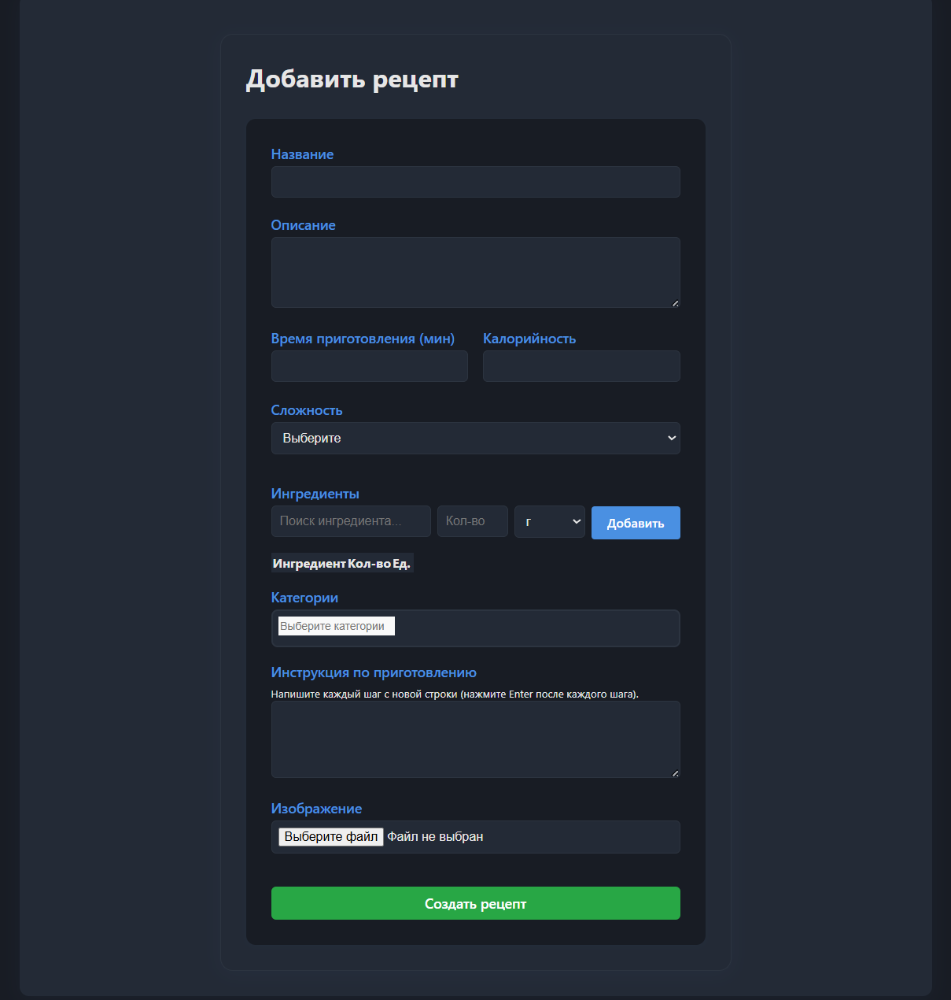 Добавить рецепт
Название
Описание
Время приготовления (мин) Калорийность
Сложность
Выберите
Ингредиенты
Поиск ингредиента... Кол-во г Добавить
Ингредиент Кол-во Ед.
Категории
Выберите категории
Инструкция по приготовлению
Напишите каждый шаг с новой строки (нажмите Enter после каждого шага).
Изображение
Выберите файл Файл не выбран
Создать рецепт